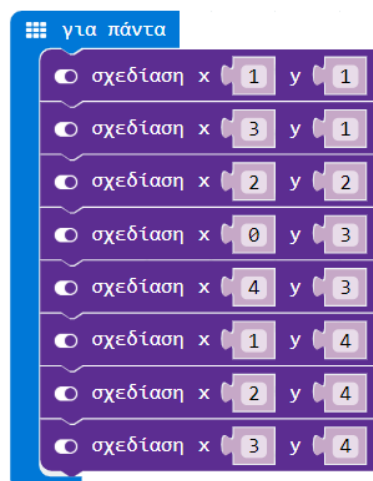 για πάντα
σχεδίαση x 1 y 1
σχεδίαση x 3 y 1
σχεδίαση x 2 y 2
σχεδίαση x 0 y 3
σχεδίαση x 4 y 3
σχεδίαση x 1 y 4
σχεδίαση x 2 y 4
σχεδίαση x 3 y 4